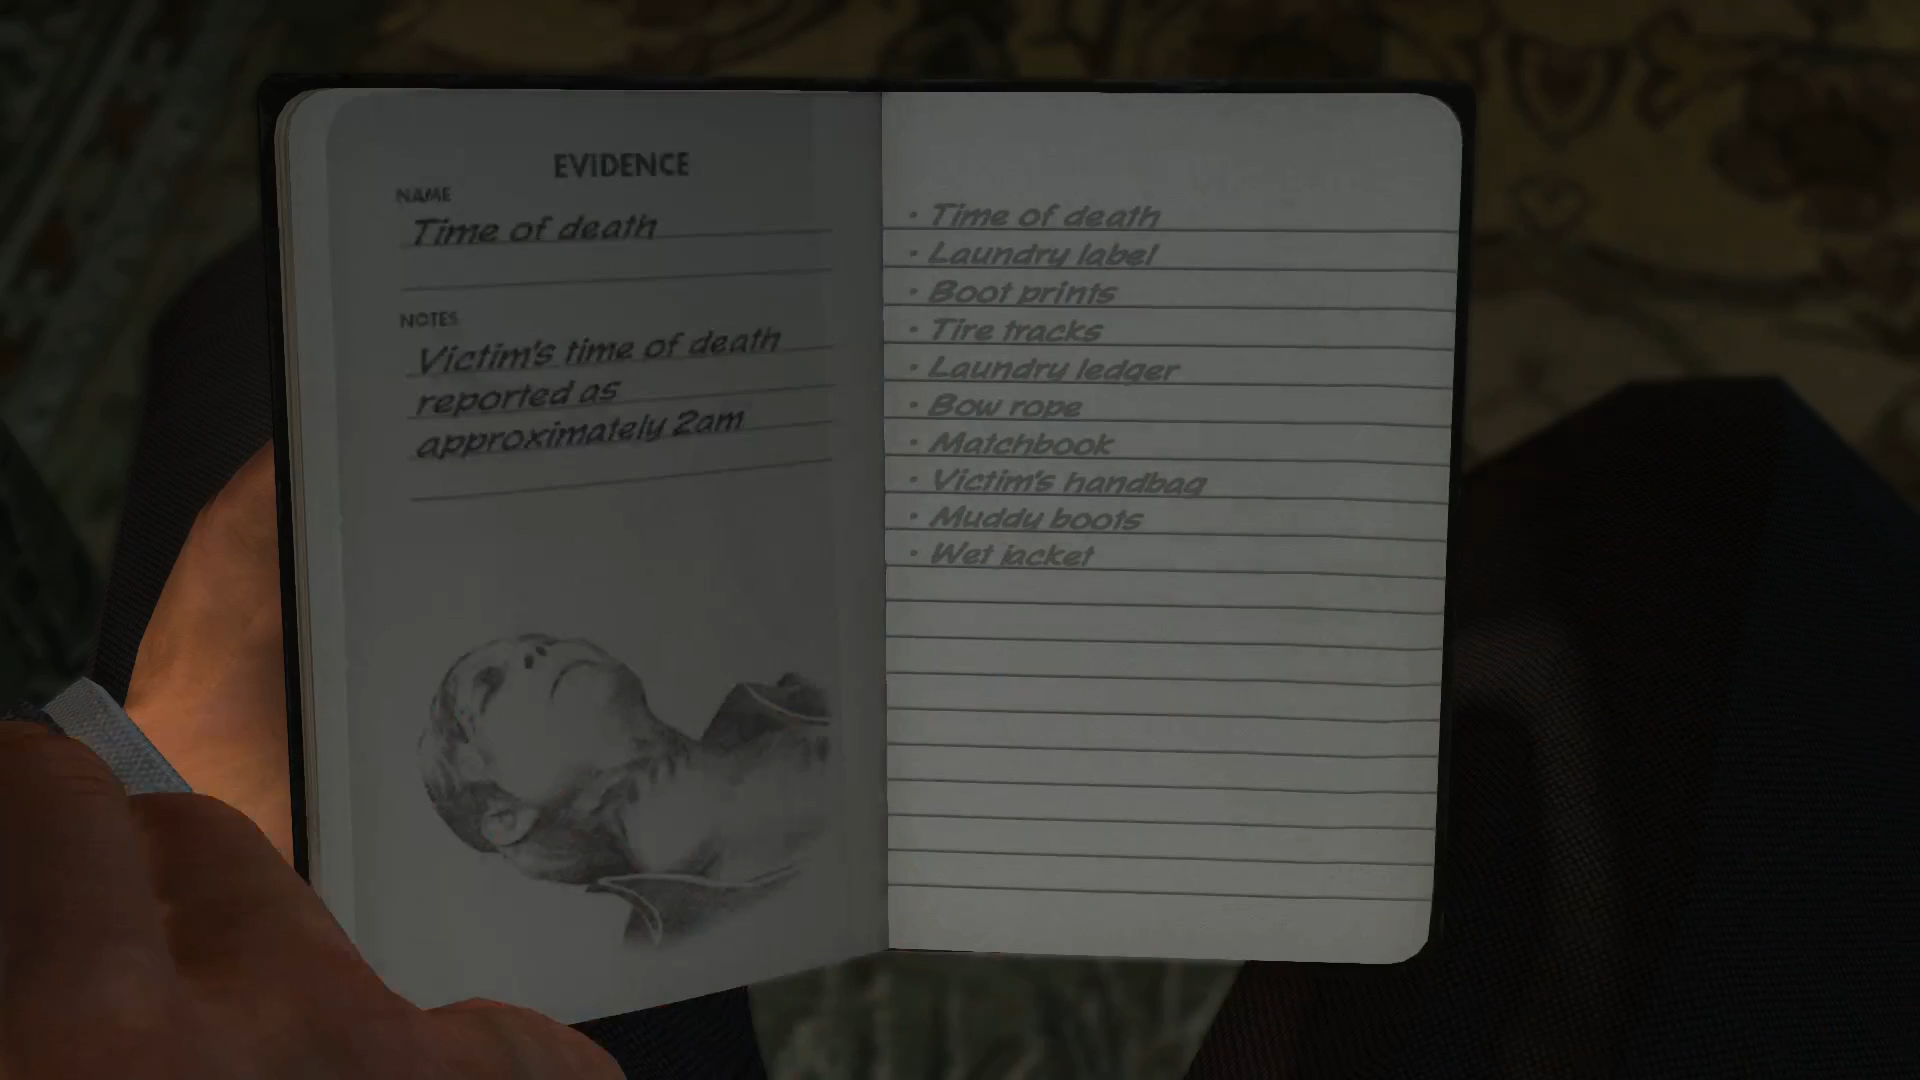 EVIDENCE
NAME
Time of death
NOTES
Victim's time of death
reported as
approximately 2am
• Time of death
• Laundry label
• Boot prints
• Tire tracks
• Laundry ledger
• Bow rope
• Matchbook
• Victim's handbag
• Muddy boots
• Wet jacket